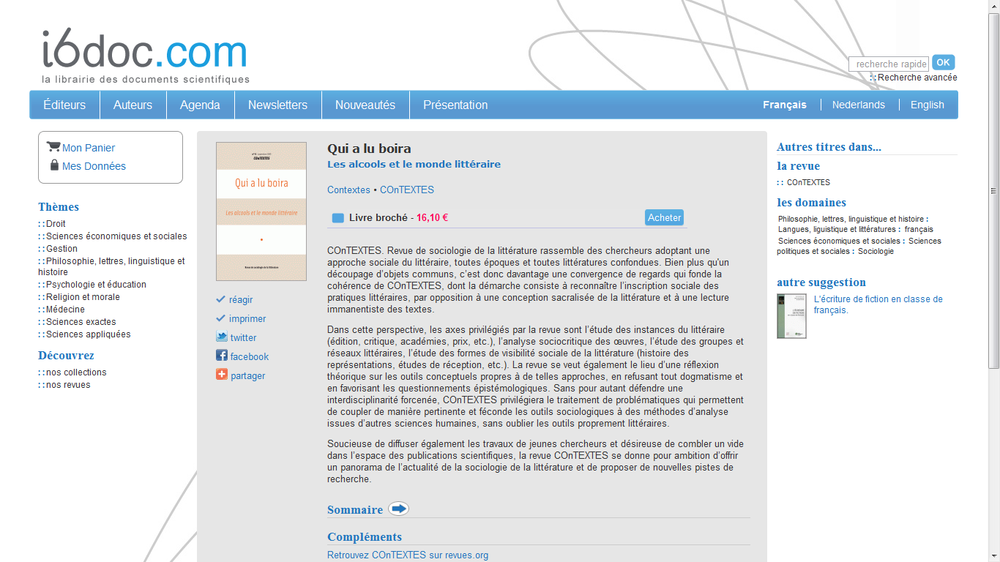 i6doc.com
la librairie des documents scientifiques
recherche rapide OK
::Recherche avancée
Éditeurs Auteurs Agenda Newsletters Nouveautés Présentation Français Nederlands English
Mon Panier
Mes Données
Thèmes
::Droit
::Sciences économiques et sociales
::Gestion
::Philosophie, lettres, linguistique et
histoire
::Psychologie et éducation
::Religion et morale
::Médecine
::Sciences exactes
::Sciences appliquées
Découvrez
::nos collections
::nos revues
COnTEXTES
Qui a lu boira
Les alcools et le monde littéraire
Revue de sociologie de la littérature
réagir
imprimer
twitter
facebook
partager
Qui a lu boira
Les alcools et le monde littéraire
Contextes • COnTEXTES
Livre broché - 16,10 € Acheter
COnTEXTES. Revue de sociologie de la littérature rassemble des chercheurs adoptant une
approche sociale du littéraire, toutes époques et toutes littératures confondues. Bien plus qu'un
découpage d’objets communs, c’est donc davantage une convergence de regards qui fonde la
cohérence de COnTEXTES, dont la démarche consiste à reconnaître l’inscription sociale des
pratiques littéraires, par opposition à une conception sacralisée de la littérature et à une lecture
immanentiste des textes.
Dans cette perspective, les axes privilégiés par la revue sont l’étude des instances du littéraire
(édition, critique, académies, prix, etc.), l’analyse sociocritique des œuvres, l’étude des groupes et
réseaux littéraires, l’étude des formes de visibilité sociale de la littérature (histoire des
représentations, études de réception, etc.). La revue se veut également le lieu d’une réflexion
théorique sur les outils conceptuels propres à de telles approches, en refusant tout dogmatisme et
en favorisant les questionnements épistémologiques. Sans pour autant défendre une
interdisciplinarité forcenée, COnTEXTES privilégiera le traitement de problématiques qui permettent
de coupler de manière pertinente et féconde les outils sociologiques à des méthodes d’analyse
issues d’autres sciences humaines, sans oublier les outils proprement littéraires.
Soucieuse de diffuser également les travaux de jeunes chercheurs et désireuse de combler un vide
dans l’espace des publications scientifiques, la revue COnTEXTES se donne pour ambition d’offrir
un panorama de l’actualité de la sociologie de la littérature et de proposer de nouvelles pistes de
recherche.
Sommaire
Compléments
Retrouvez COnTEXTES sur revues.org
Autres titres dans...
la revue
:: COnTEXTES
les domaines
Philosophie, lettres, linguistique et histoire :
Langues, liguistique et littératures : français
Sciences économiques et sociales : Sciences
politiques et sociales : Sociologie
autre suggestion
L'écriture de fiction en classe de
français.